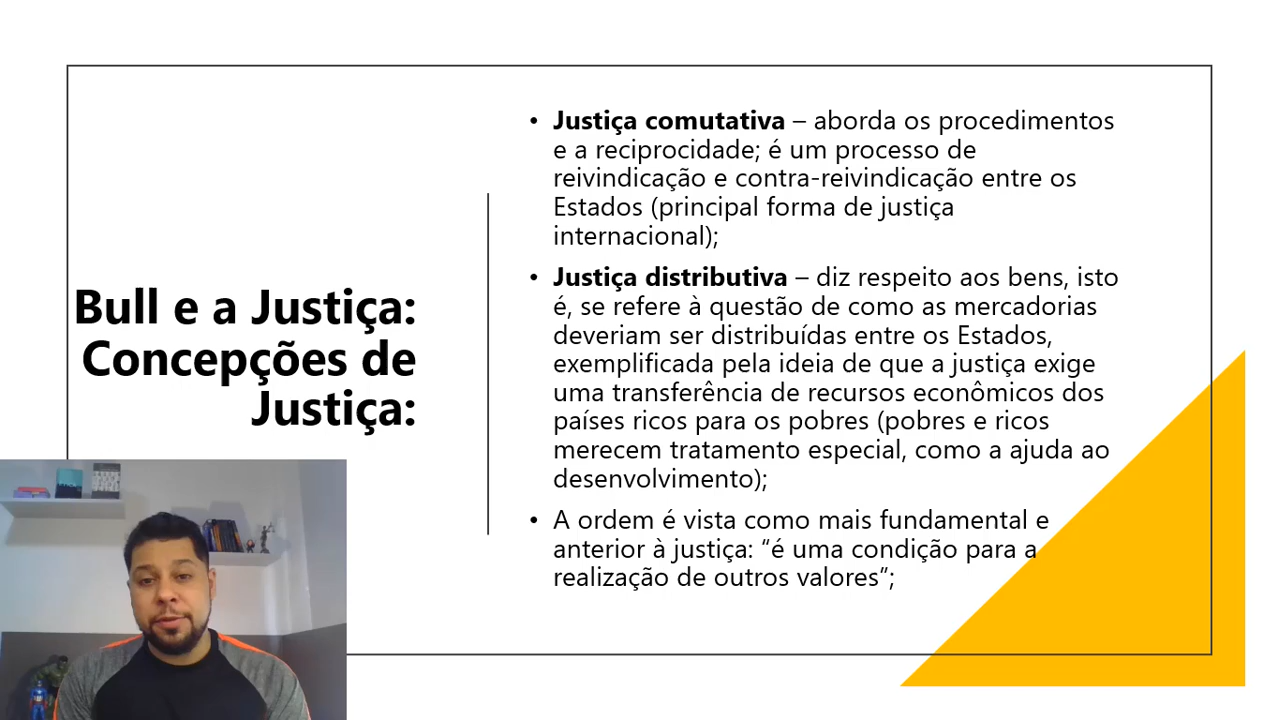 Bull e a Justiça:
Concepções de
Justiça:
• Justiça comutativa – aborda os procedimentos
e a reciprocidade; é um processo de
reivindicação e contra-reivindicação entre os
Estados (principal forma de justiça
internacional);
• Justiça distributiva – diz respeito aos bens, isto
é, se refere à questão de como as mercadorias
deveriam ser distribuídas entre os Estados,
exemplificada pela ideia de que a justiça exige
uma transferência de recursos econômicos dos
países ricos para os pobres (pobres e ricos
merecem tratamento especial, como a ajuda ao
desenvolvimento);
• A ordem é vista como mais fundamental e
anterior à justiça: “é uma condição para a
realização de outros valores”;